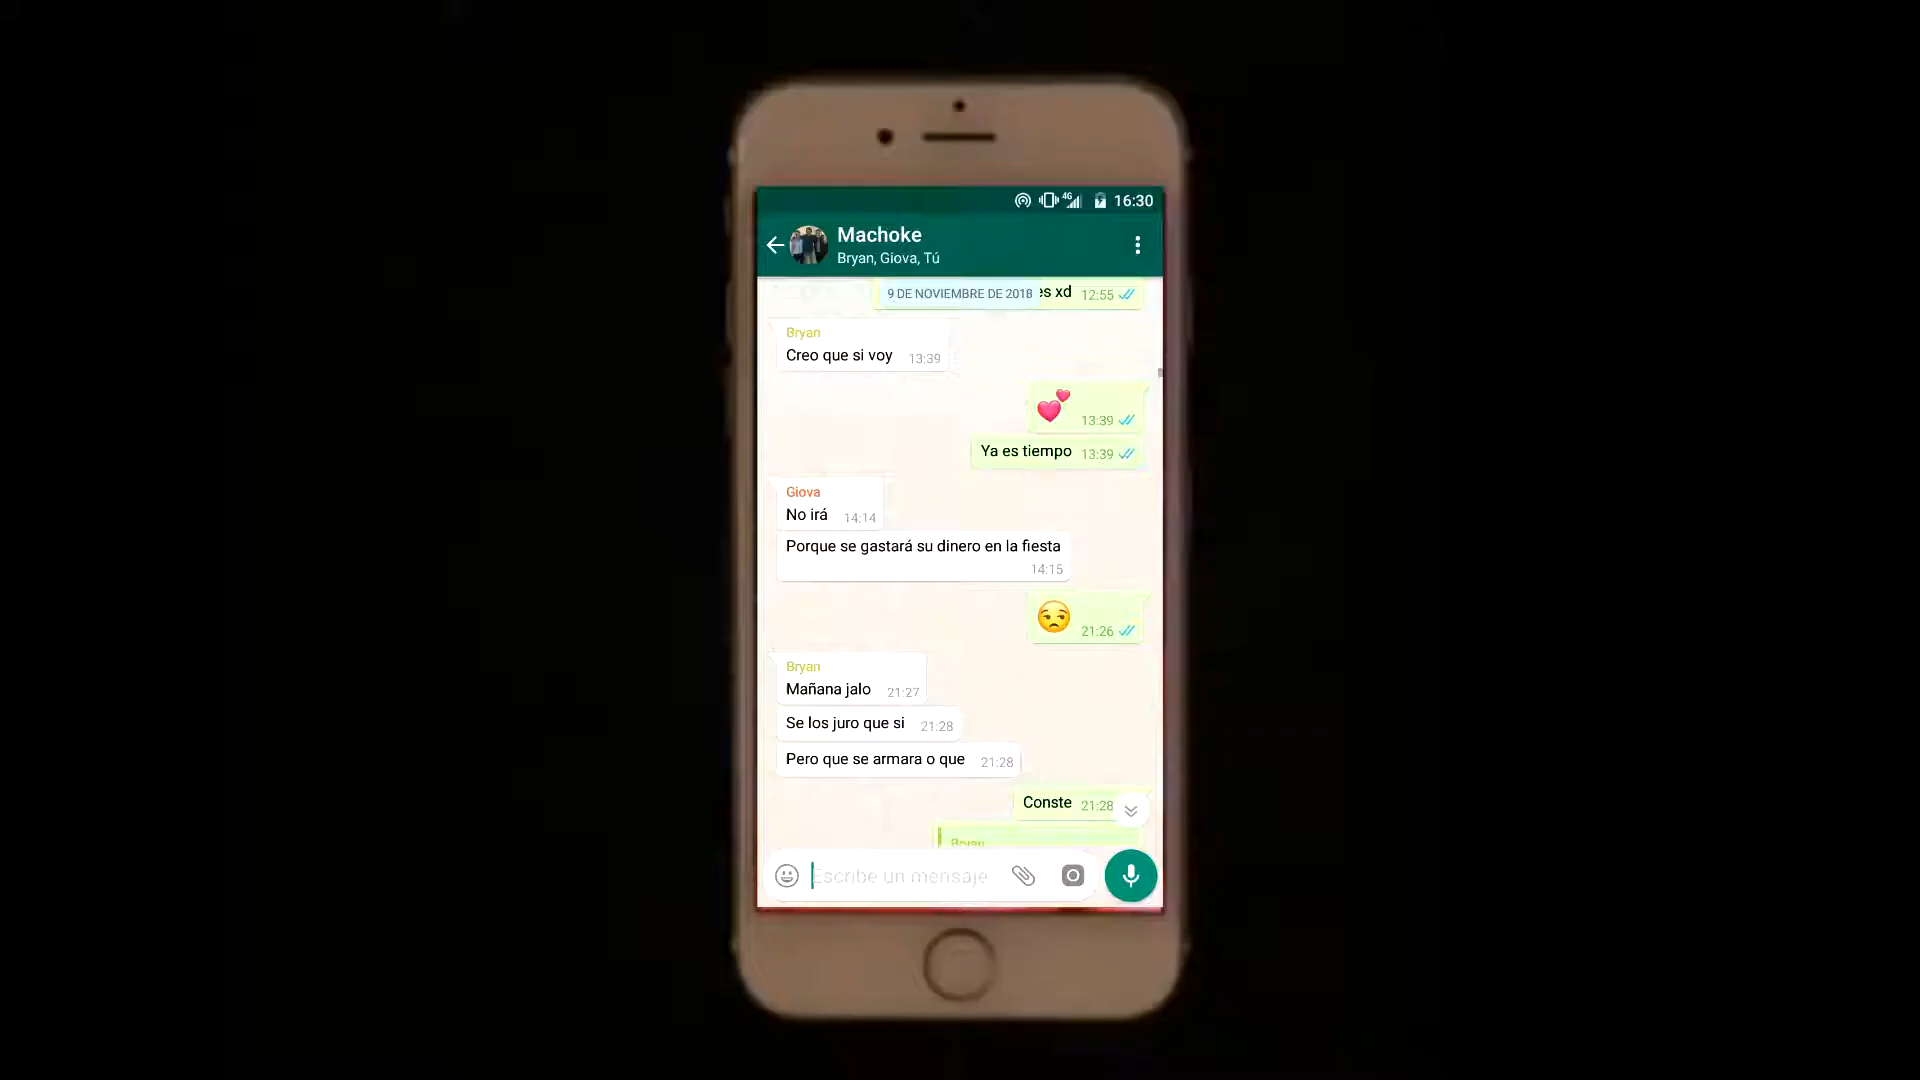 4G 16:30
Machoke
Bryan, Giova, Tú
9 DE NOVIEMBRE DE 2018 es xd 12:55
Bryan
Creo que si voy 13:39
13:39
Ya es tiempo 13:39
Giova
No irá 14:14
Porque se gastará su dinero en la fiesta
14:15
21:26
Bryan
Mañana jalo 21:27
Se los juro que si 21:28
Pero que se armara o que 21:28
Conste 21:28
Bryan
Escribe un mensaje